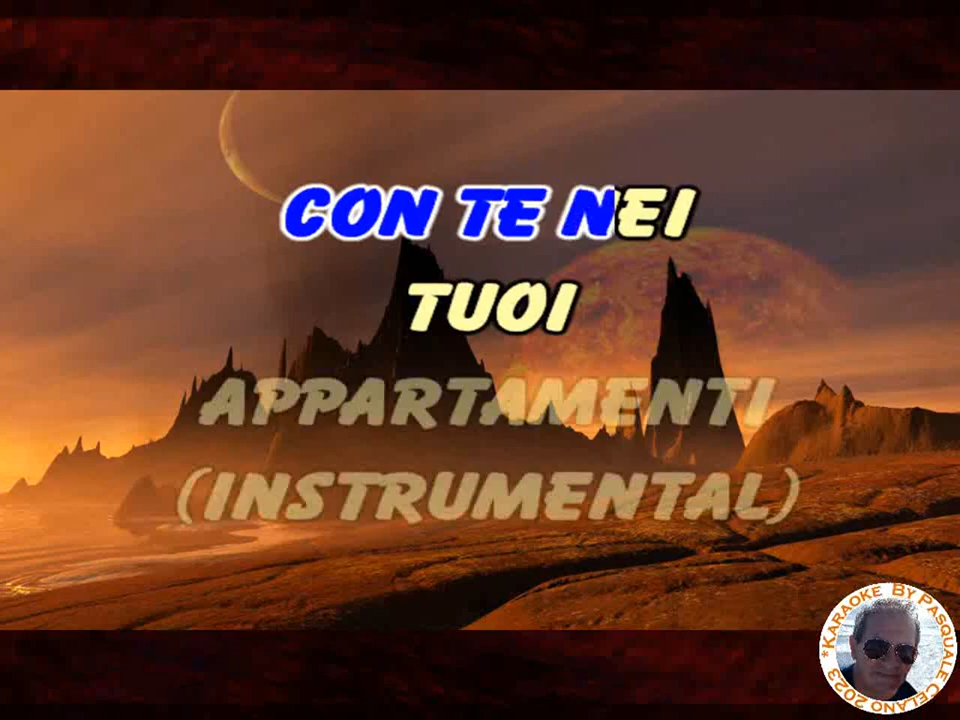 CON TE NEI
TUOI
APPARTAMENTI
(INSTRUMENTAL)
*KARAOKE BY PASQUALE CELANO 2023